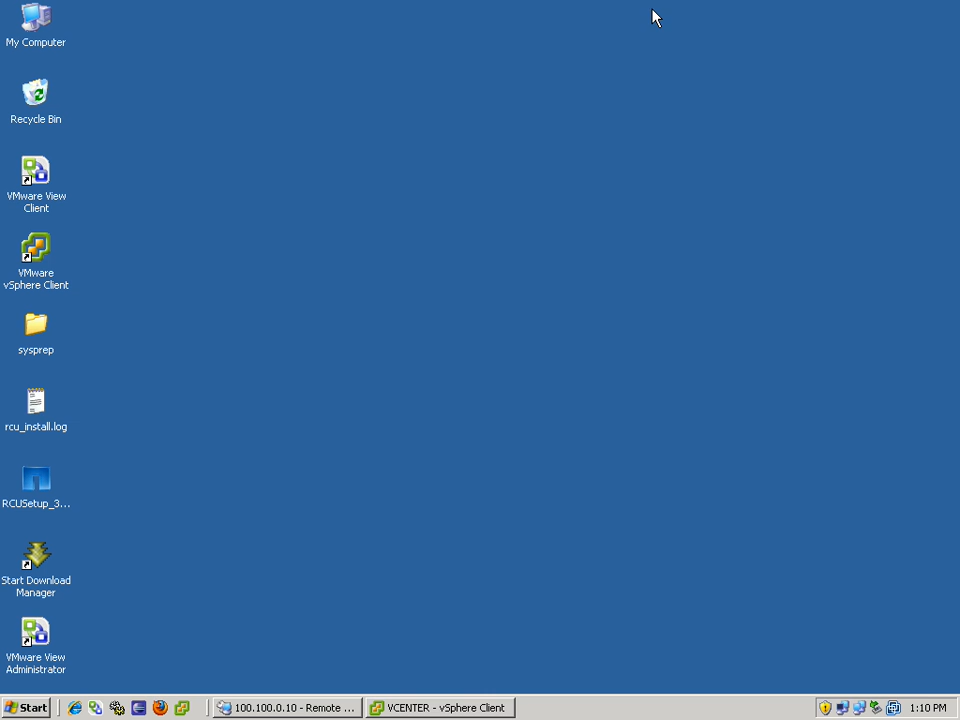 My Computer
Recycle Bin
VMware View
Client
VMware
vSphere Client
sysprep
rcu_install.log
RCUSetup_3...
Start Download
Manager
VMware View
Administrator
Start
100.100.0.10 - Remote ...
VCENTER - vSphere Client
1:10 PM